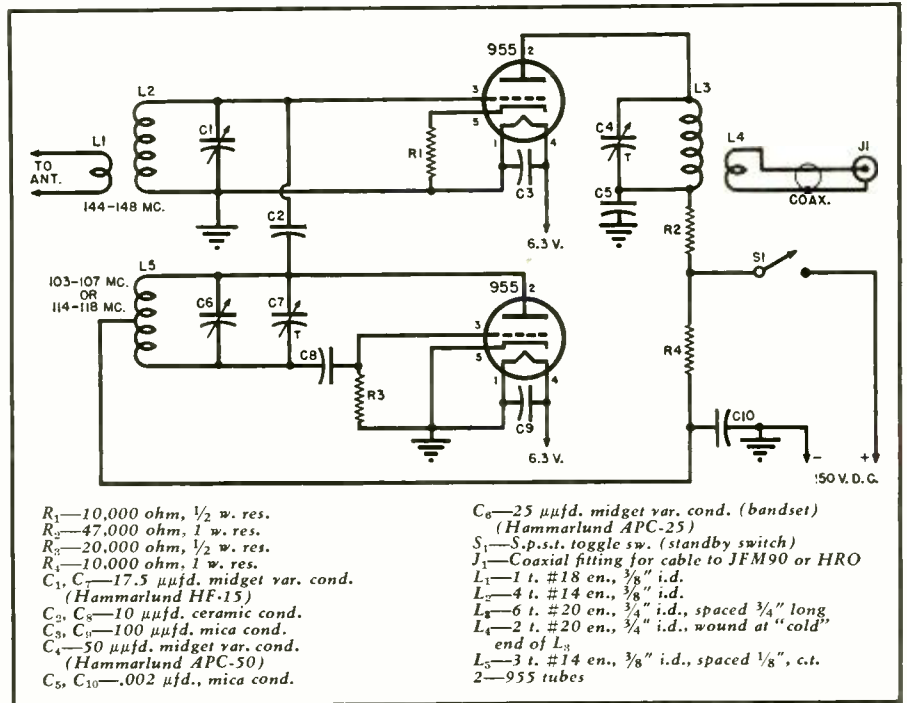 955 2
L2
3
5
C1
R1
1
4
C3
6.3 V.
L1
TO
ANT.
144-148 MC.
C2
L3
C4
T
C5
L4
J1
COAX.
R2
S1
R4
L5
103-107 MC.
OR
114-118 MC.
C6
C7
T
C8
R3
955
2
3
5
1
4
C9
6.3 V.
C10
- +
150 V. D.C.
R₁—10,000 ohm, ½ w. res.
R₂—47,000 ohm, 1 w. res.
R₃—20,000 ohm, ½ w. res.
R₄—10,000 ohm, 1 w. res.
C₁, C₇—17.5 μμfd. midget var. cond.
(Hammarlund HF-15)
C₂, C₈—10 μμfd. ceramic cond.
C₃, C₉—100 μμfd. mica cond.
C₄—50 μμfd. midget var. cond.
(Hammarlund APC-50)
C₅, C₁₀—.002 μfd., mica cond.
C₆—25 μμfd. midget var. cond. (bandset)
(Hammarlund APC-25)
S₁—S.p.s.t. toggle sw. (standby switch)
J₁—Coaxial fitting for cable to JFM90 or HRO
L₁—1 t. #18 en., ⅜" i.d.
L₂—4 t. #14 en., ⅜" i.d.
L₃—6 t. #20 en., ¾" i.d., spaced ¾" long
L₄—2 t. #20 en., ¾" i.d., wound at "cold"
end of L₃
L₅—3 t. #14 en., ⅜" i.d., spaced ⅛", c.t.
2—955 tubes